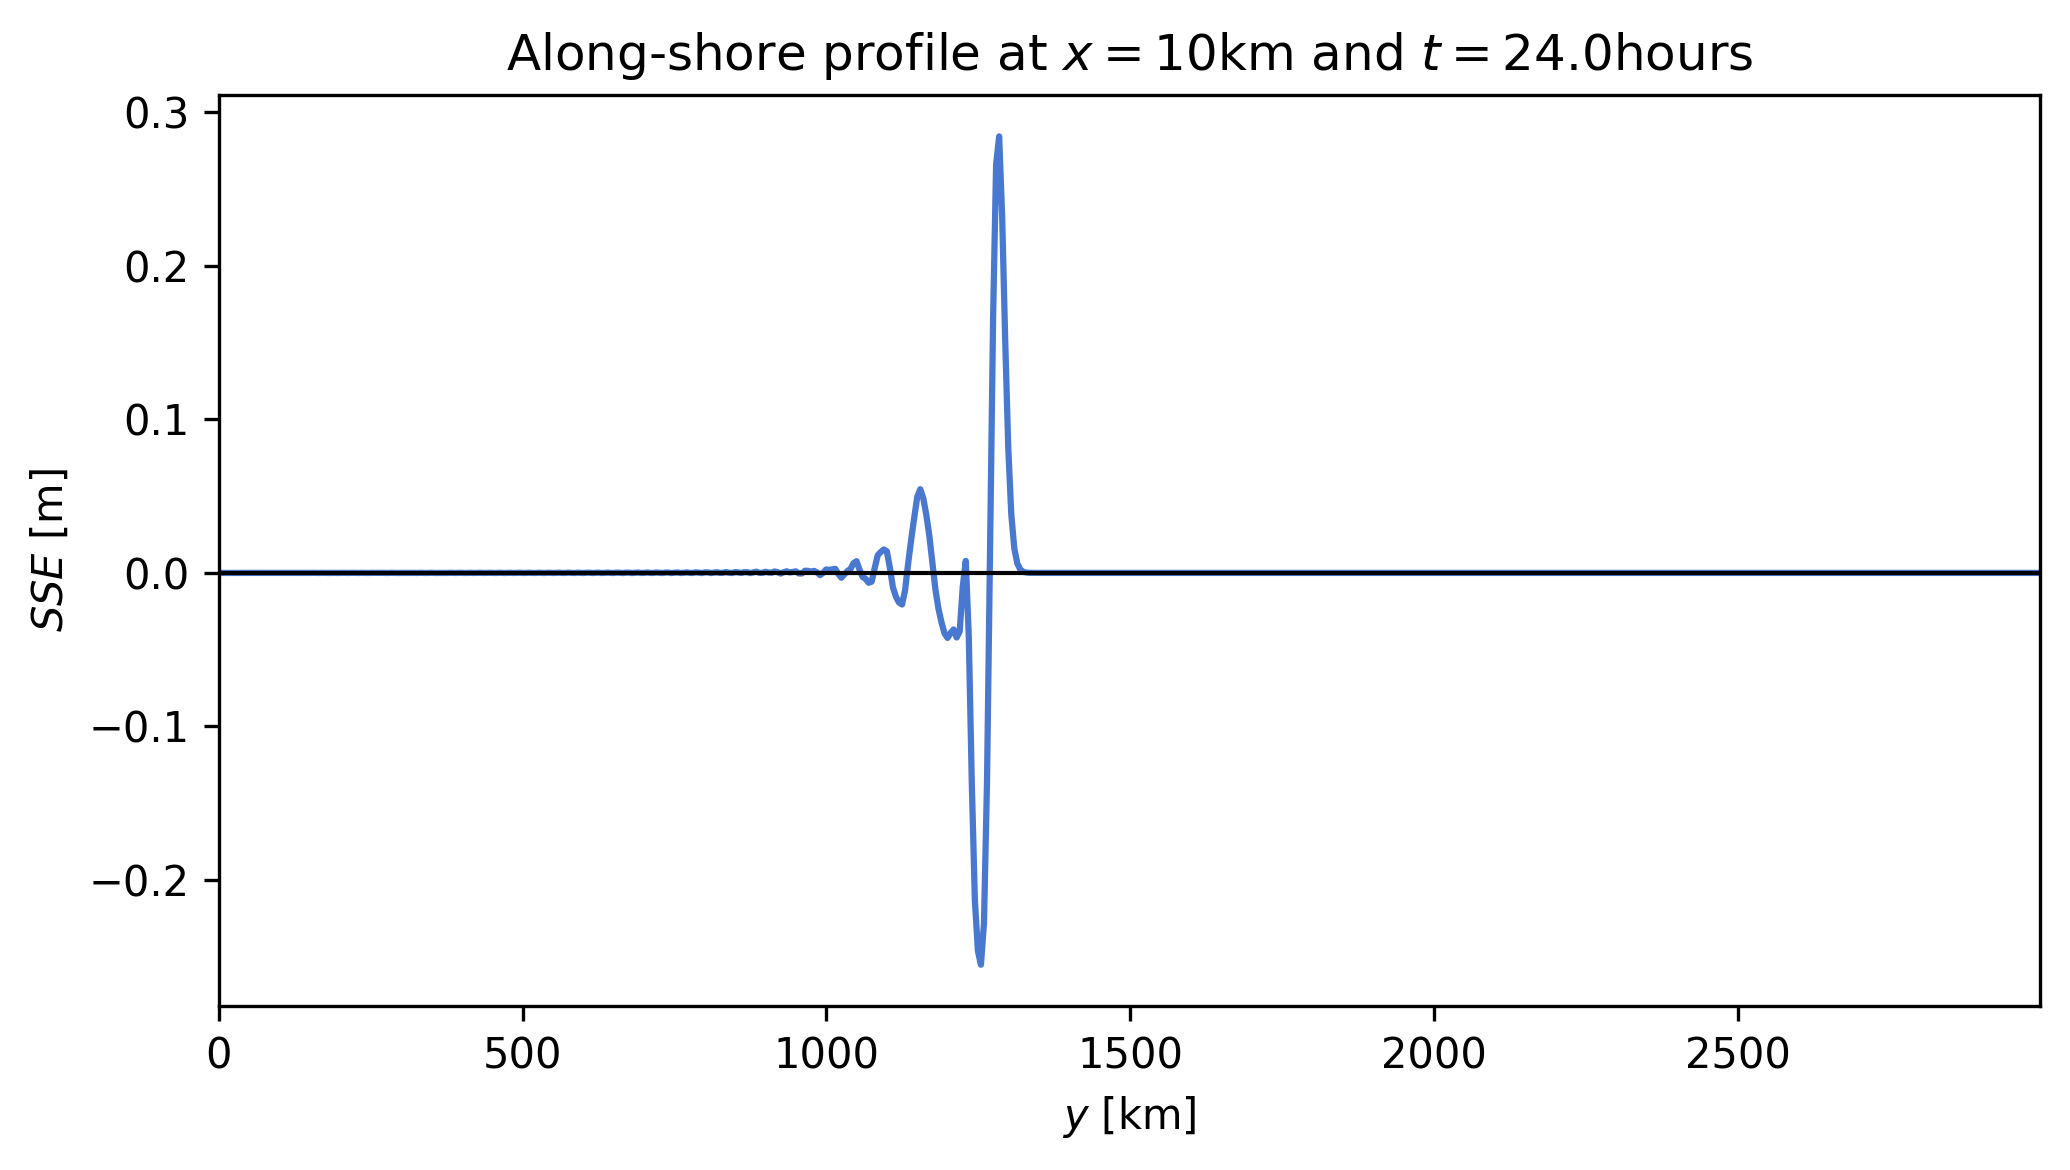 Along-shore profile at x = 10km and t = 24.0hours
0.3
0.2
0.1
0.0
−0.1
−0.2
SSE [m]
0 500 1000 1500 2000 2500
y [km]